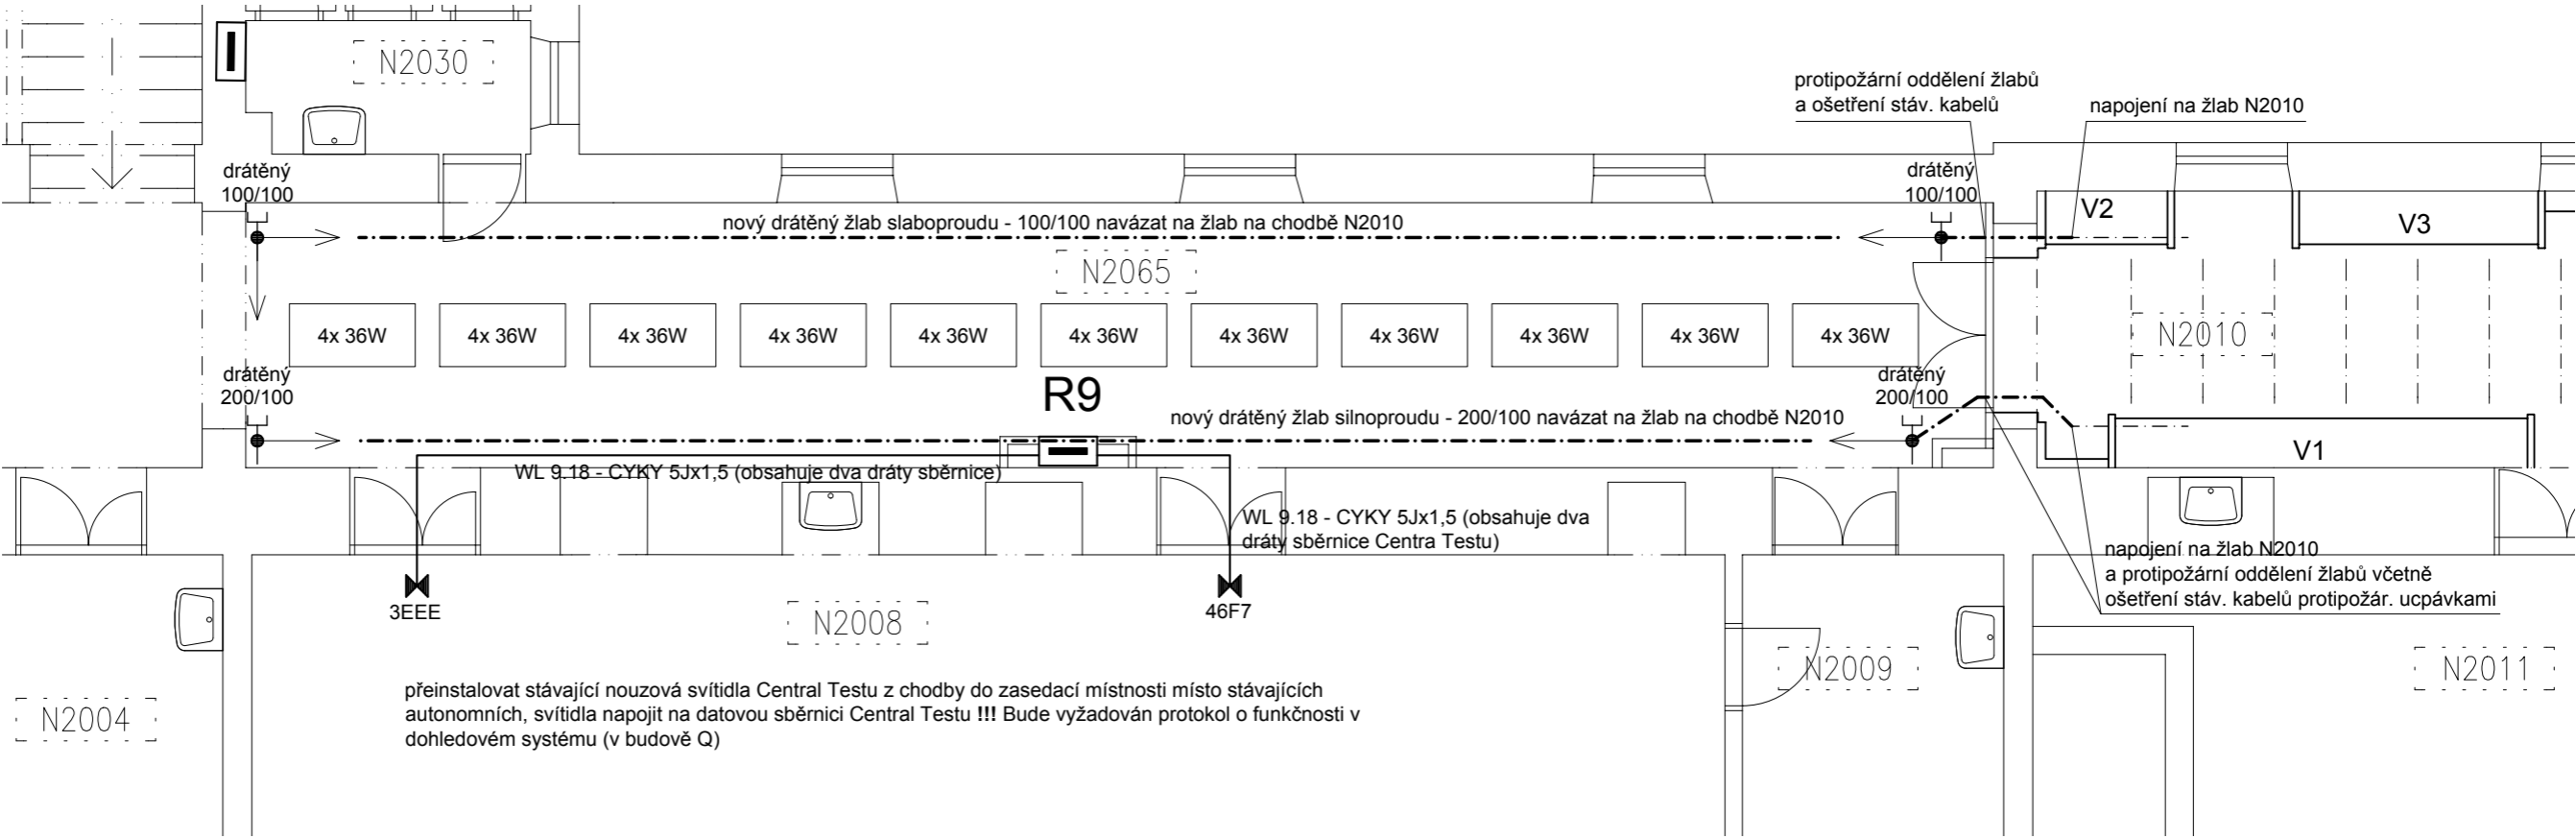 N2030
protipožární oddělení žlabů
a ošetření stáv. kabelů
napojení na žlab N2010
drátěný
100/100
drátěný
100/100
V2
V3
nový drátěný žlab slaboproudu - 100/100 navázat na žlab na chodbě N2010
N2065
4x 36W
4x 36W
4x 36W
4x 36W
4x 36W
4x 36W
4x 36W
4x 36W
4x 36W
4x 36W
4x 36W
N2010
drátěný
200/100
R9
drátěný
200/100
nový drátěný žlab silnoproudu - 200/100 navázat na žlab na chodbě N2010
V1
WL 9.18 - CYKY 5Jx1,5 (obsahuje dva dráty sběrnice)
WL 9.18 - CYKY 5Jx1,5 (obsahuje dva
dráty sběrnice Centra Testu)
napojení na žlab N2010
a protipožární oddělení žlabů včetně
ošetření stáv. kabelů protipožár. ucpávkami
3EEE
46F7
N2008
N2009
N2011
N2004
přeinstalovat stávající nouzová svítidla Central Testu z chodby do zasedací místnosti místo stávajících
autonomních, svítidla napojit na datovou sběrnici Central Testu !!! Bude vyžadován protokol o funkčnosti v
dohledovém systému (v budově Q)